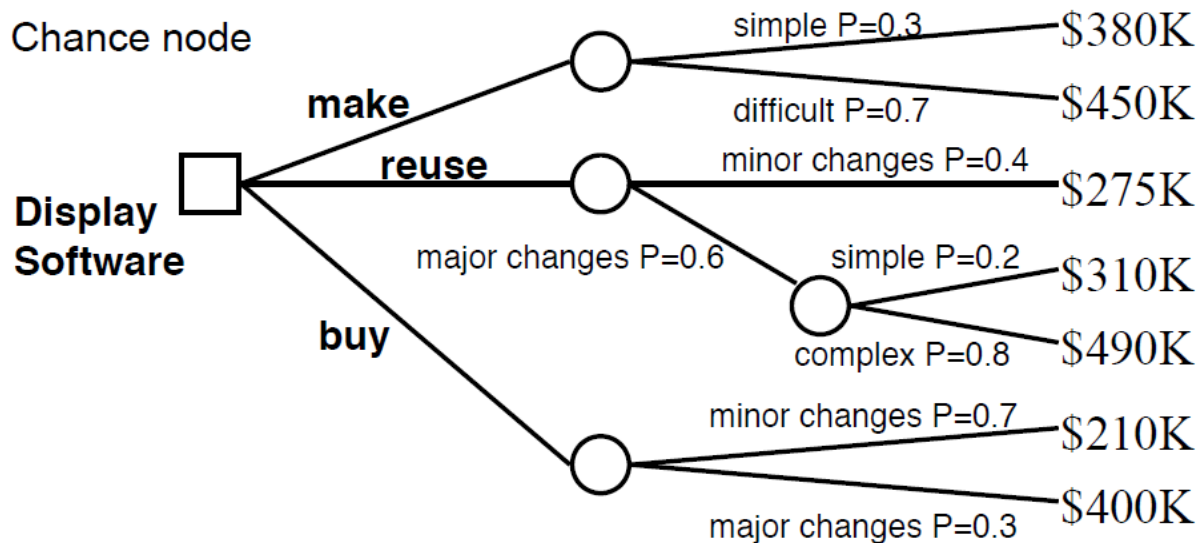 Chance node
simple P=0.3
$380K
make
difficult P=0.7
$450K
reuse
minor changes P=0.4
$275K
Display
Software
major changes P=0.6
simple P=0.2
$310K
buy
complex P=0.8
$490K
minor changes P=0.7
$210K
major changes P=0.3
$400K